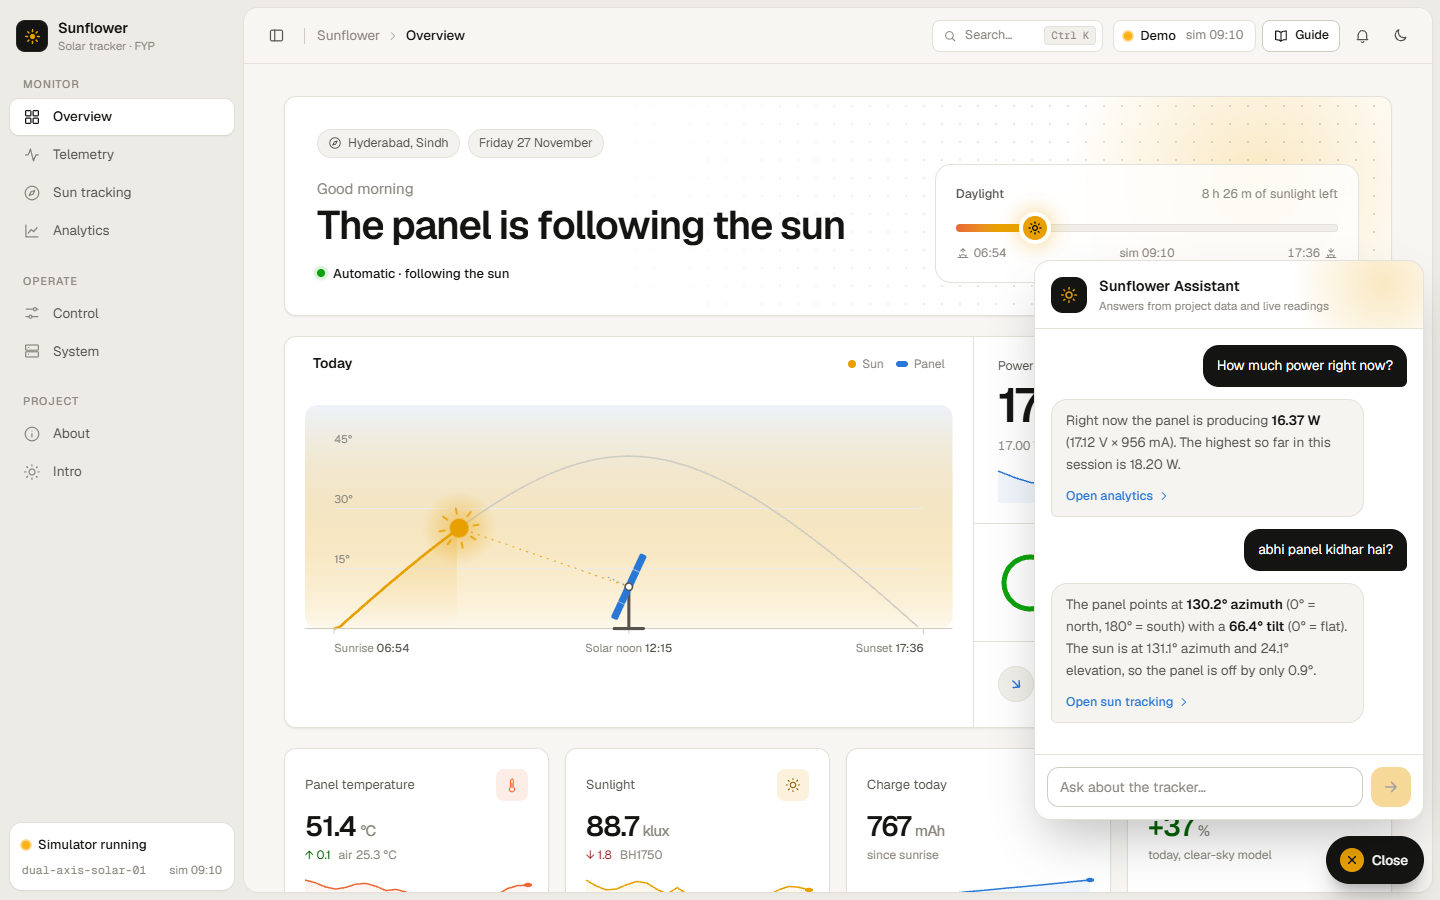 Sunflower
Solar tracker · FYP
MONITOR
Overview
Telemetry
Sun tracking
Analytics
OPERATE
Control
System
PROJECT
About
Intro
Simulator running
dual-axis-solar-01 sim 09:10
Sunflower Overview
Search... Ctrl K
Demo sim 09:10
Guide
Hyderabad, Sindh
Friday 27 November
Good morning
The panel is following the sun
Automatic · following the sun
Daylight 8 h 26 m of sunlight left
06:54 sim 09:10 17:36
Today
Sun Panel
45°
30°
15°
Sunrise 06:54
Solar noon 12:15
Sunset 17:36
Power
17
17.00
Panel temperature
51.4 °C
↑ 0.1 air 25.3 °C
Sunlight
88.7 klux
↓ 1.8 BH1750
Charge today
767 mAh
since sunrise
+37 %
today, clear-sky model
Sunflower Assistant
Answers from project data and live readings
How much power right now?
Right now the panel is producing 16.37 W
(17.12 V × 956 mA). The highest so far in this
session is 18.20 W.
Open analytics
abhi panel kidhar hai?
The panel points at 130.2° azimuth (0° =
north, 180° = south) with a 66.4° tilt (0° = flat).
The sun is at 131.1° azimuth and 24.1°
elevation, so the panel is off by only 0.9°.
Open sun tracking
Ask about the tracker...
Close